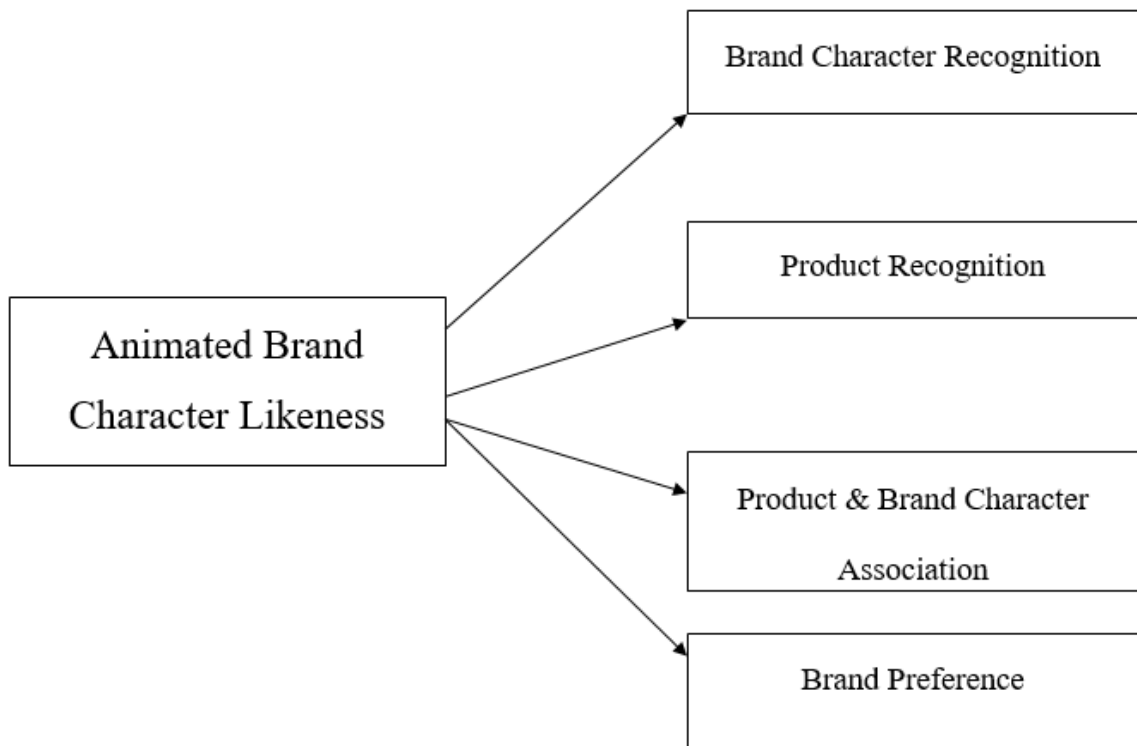 Brand Character Recognition
Product Recognition
Animated Brand
Character Likeness
Product & Brand Character
Association
Brand Preference